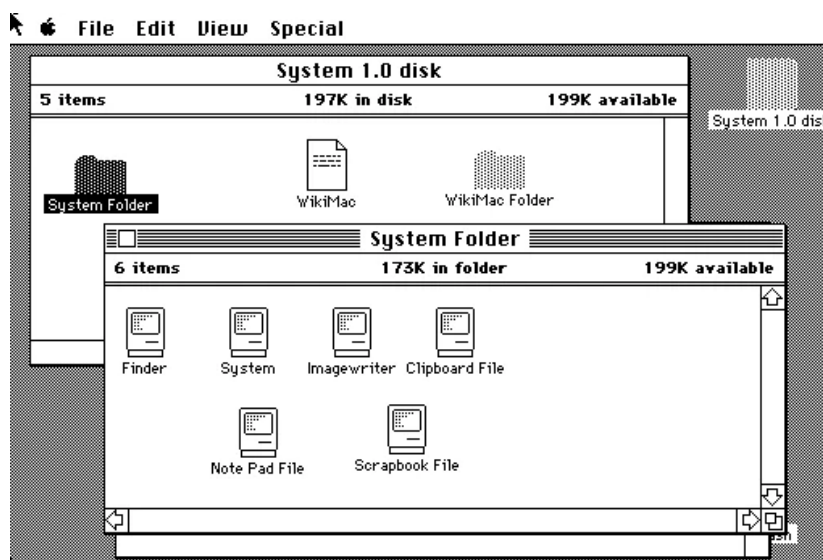 File Edit View Special
System 1.0 disk
5 items 197K in disk 199K available
System 1.0 dis
System Folder
WikiMac
WikiMac Folder
System Folder
6 items 173K in folder 199K available
Finder
System
Imagewriter
Clipboard File
Note Pad File
Scrapbook File